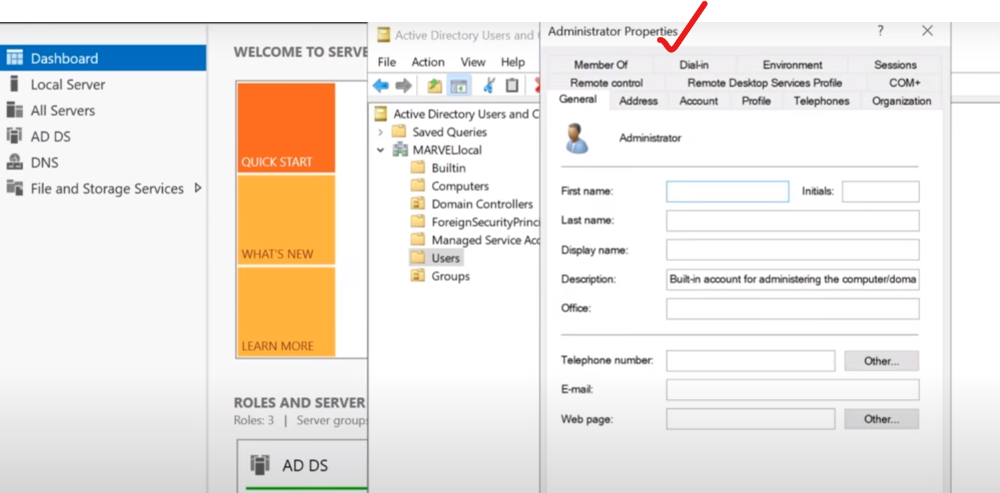 Dashboard
Local Server
All Servers
AD DS
DNS
File and Storage Services
WELCOME TO SERVE
QUICK START
WHAT'S NEW
LEARN MORE
ROLES AND SERVER
Roles: 3 | Server groups
AD DS
Active Directory Users and C
File Action View Help
Active Directory Users and C
Saved Queries
MARVEL.local
Builtin
Computers
Domain Controllers
ForeignSecurityPrinci
Managed Service Acc
Users
Groups
Administrator Properties ?
Member Of Dial-in Environment Sessions
Remote control Remote Desktop Services Profile COM+
General Address Account Profile Telephones Organization
Administrator
First name: Initials:
Last name:
Display name:
Description: Built-in account for administering the computer/doma
Office:
Telephone number: Other...
E-mail:
Web page: Other...